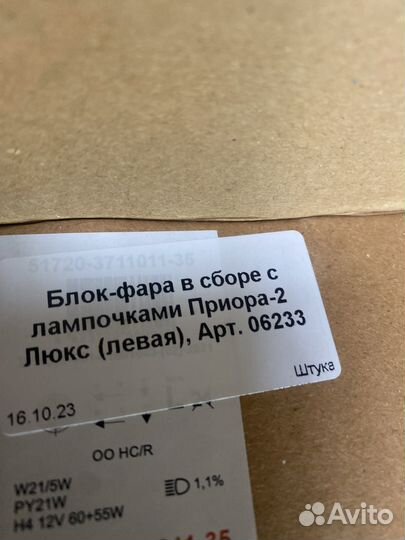 51720-3711011-35
Блок-фара в сборе с
лампочками Приора-2
Люкс (левая), Арт. 06233
16.10.23
Штука
OO HC/R
W21/5W
PY21W
H4 12V 60+55W
1,1%
Avito